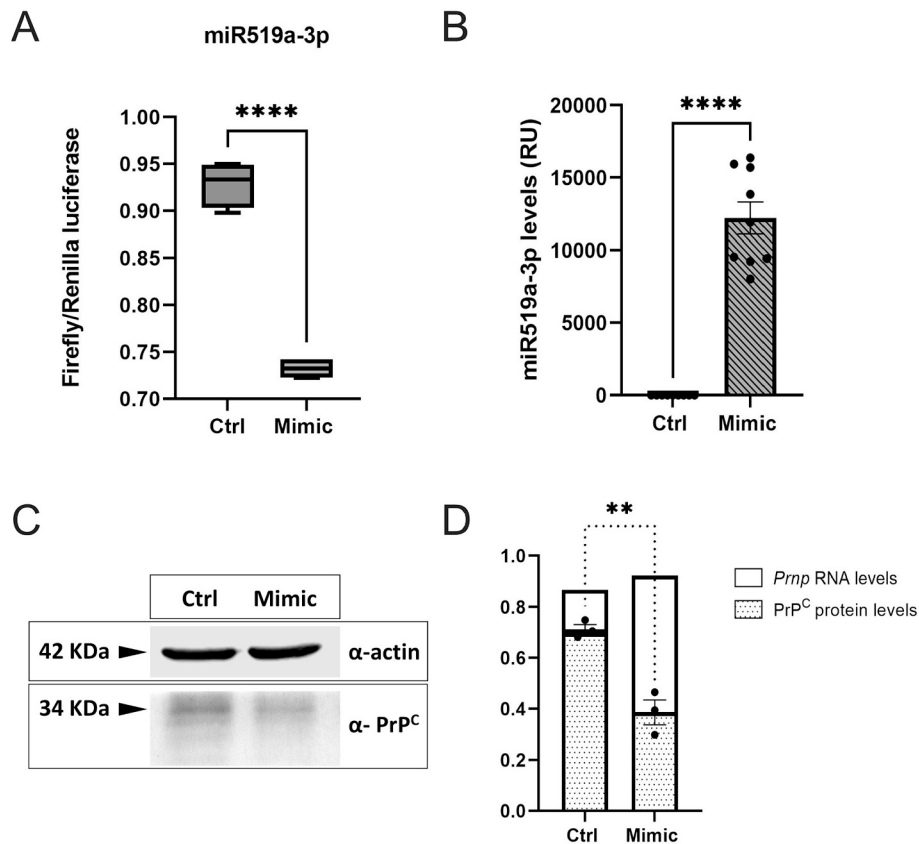 A
miR519a-3p
****
Firefly/Renilla luciferase
1.00
0.95
0.90
0.85
0.80
0.75
0.70
Ctrl Mimic
B
****
miR519a-3p levels (RU)
20000
15000
10000
5000
0
Ctrl Mimic
C
Ctrl Mimic
42 KDa α-actin
34 KDa α- PrPC
D
**
1.0
0.8
0.6
0.4
0.2
0.0
Ctrl Mimic
Prnp RNA levels
PrPC protein levels